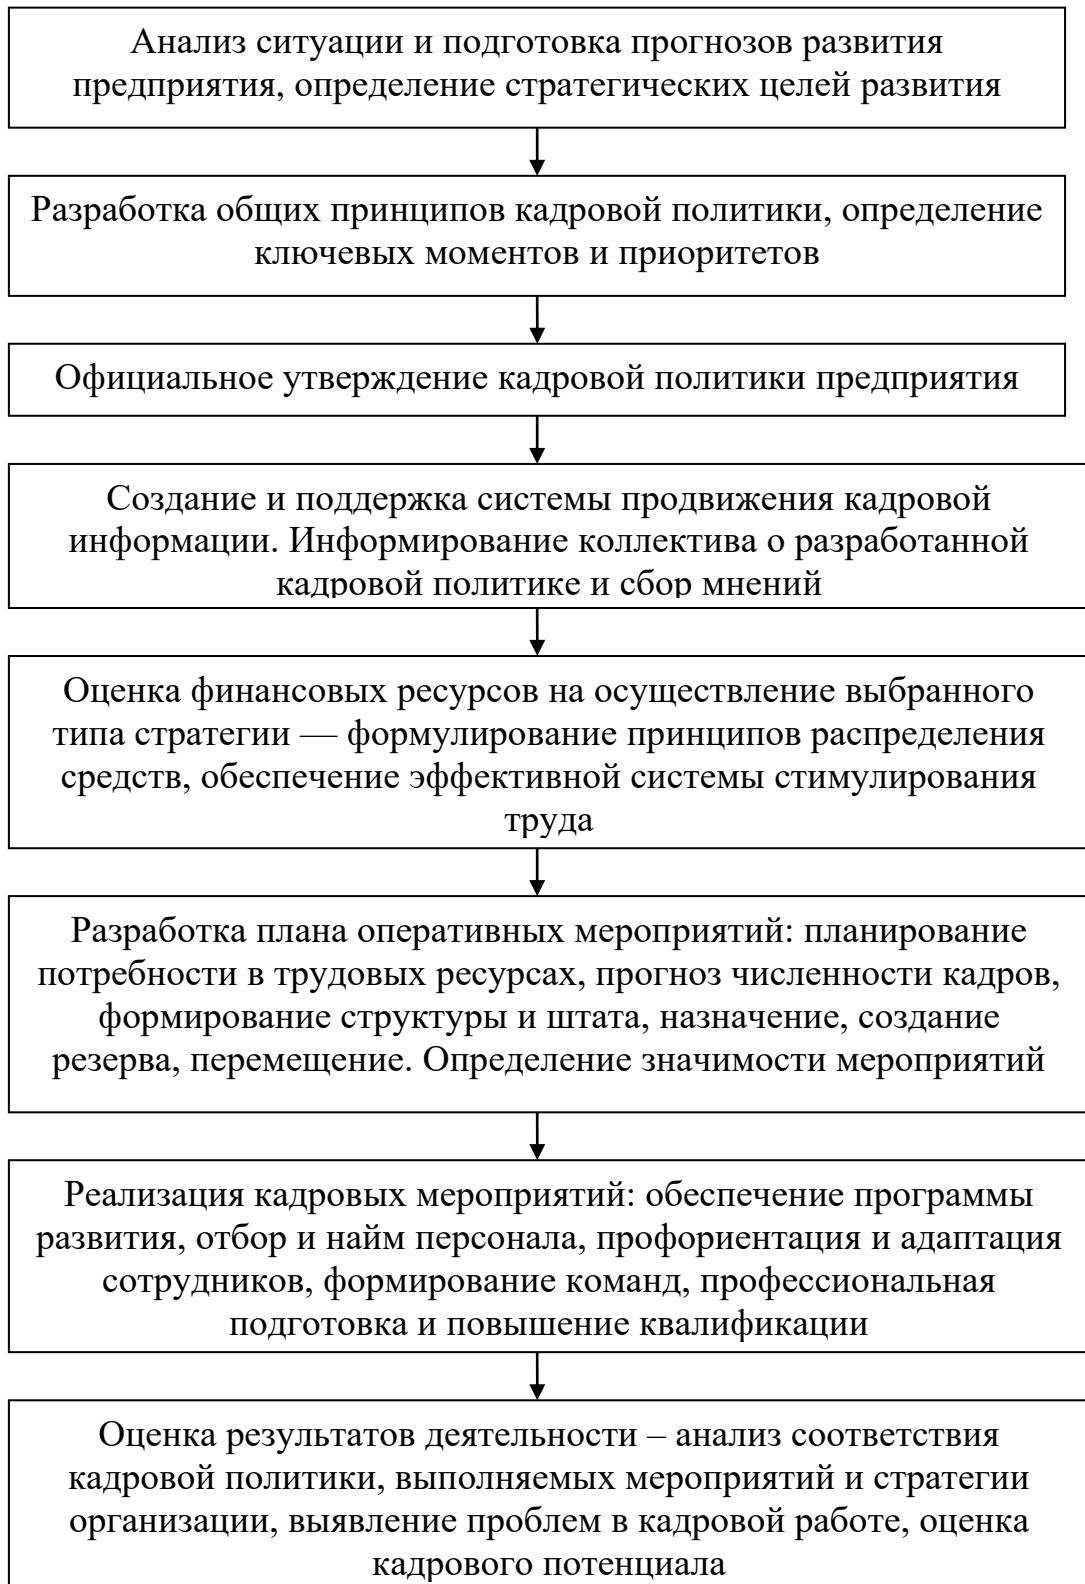 Анализ ситуации и подготовка прогнозов развития
предприятия, определение стратегических целей развития
Разработка общих принципов кадровой политики, определение
ключевых моментов и приоритетов
Официальное утверждение кадровой политики предприятия
Создание и поддержка системы продвижения кадровой
информации. Информирование коллектива о разработанной
кадровой политике и сбор мнений
Оценка финансовых ресурсов на осуществление выбранного
типа стратегии — формулирование принципов распределения
средств, обеспечение эффективной системы стимулирования
труда
Разработка плана оперативных мероприятий: планирование
потребности в трудовых ресурсах, прогноз численности кадров,
формирование структуры и штата, назначение, создание
резерва, перемещение. Определение значимости мероприятий
Реализация кадровых мероприятий: обеспечение программы
развития, отбор и найм персонала, профориентация и адаптация
сотрудников, формирование команд, профессиональная
подготовка и повышение квалификации
Оценка результатов деятельности – анализ соответствия
кадровой политики, выполняемых мероприятий и стратегии
организации, выявление проблем в кадровой работе, оценка
кадрового потенциала